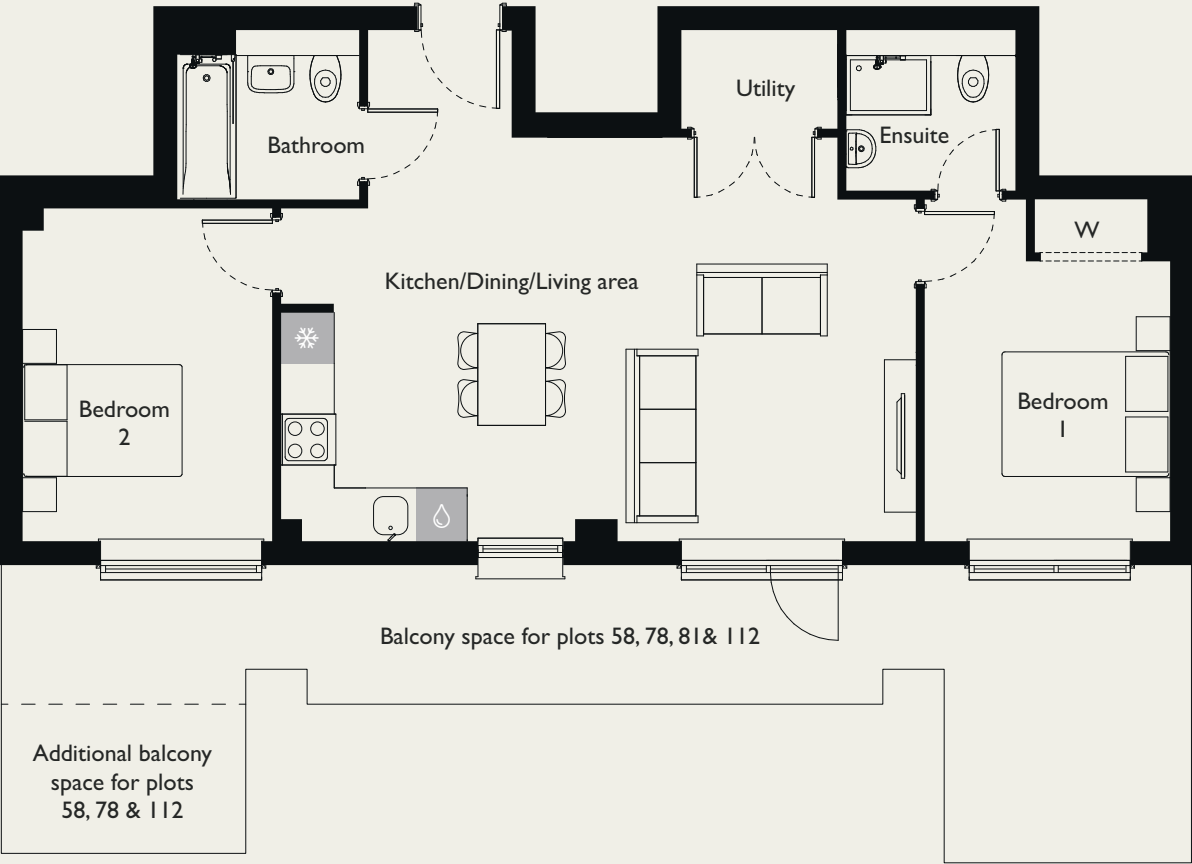 Utility
Bathroom
Ensuite
W
Kitchen/Dining/Living area
Bedroom
2
Bedroom
1
Balcony space for plots 58, 78, 81& 112
Additional balcony
space for plots
58, 78 & 112